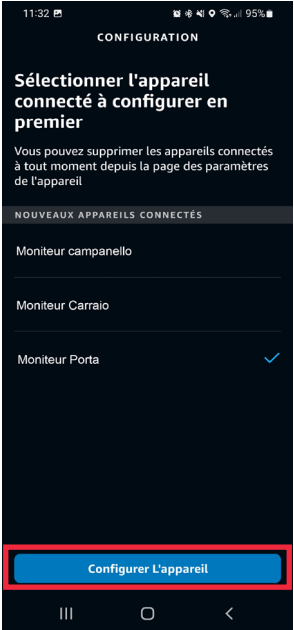 11:32
95%
CONFIGURATION
Sélectionner l'appareil
connecté à configurer en
premier
Vous pouvez supprimer les appareils connectés
à tout moment depuis la page des paramètres
de l'appareil
NOUVEAUX APPAREILS CONNECTÉS
Moniteur campanello
Moniteur Carraio
Moniteur Porta
Configurer L'appareil